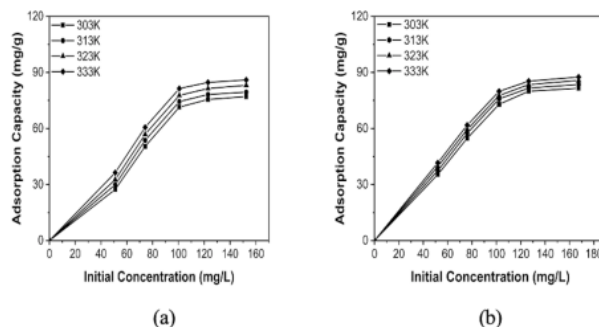 120
90
60
30
0
Adsorption Capacity (mg/g)
303K
313K
323K
333K
0 20 40 60 80 100 120 140 160
Initial Concentration (mg/L)
(a)
120
90
60
30
0
Adsorption Capacity (mg/g)
303K
313K
323K
333K
0 20 40 60 80 100 120 140 160 180
Initial Concentration (mg/L)
(b)